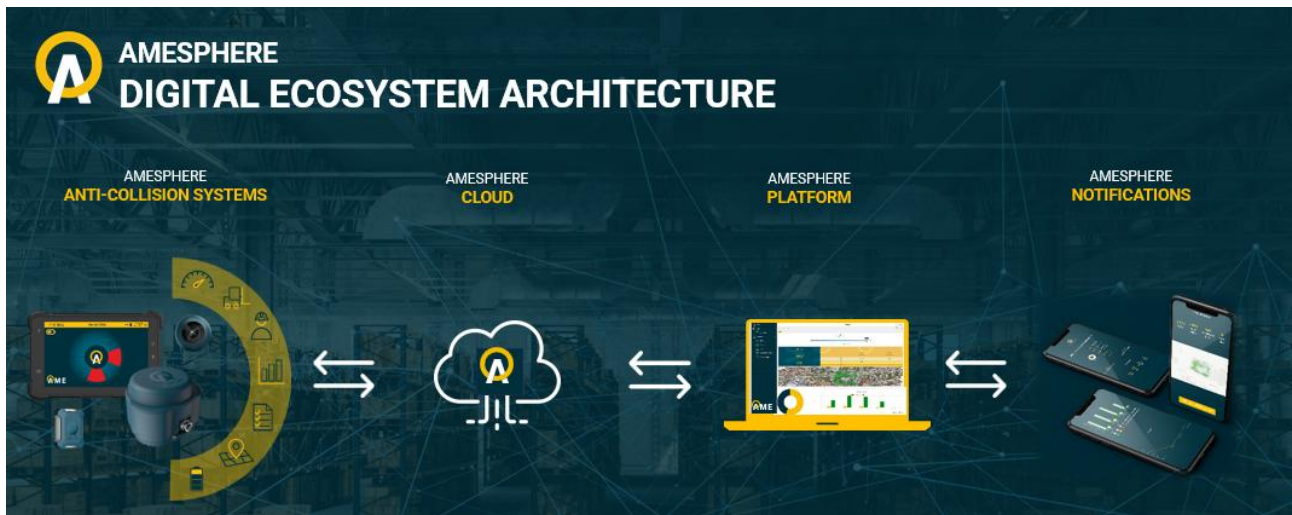 AMESPHERE
DIGITAL ECOSYSTEM ARCHITECTURE
AMESPHERE
ANTI-COLLISION SYSTEMS
AMESPHERE
CLOUD
AMESPHERE
PLATFORM
AMESPHERE
NOTIFICATIONS
AME
AME